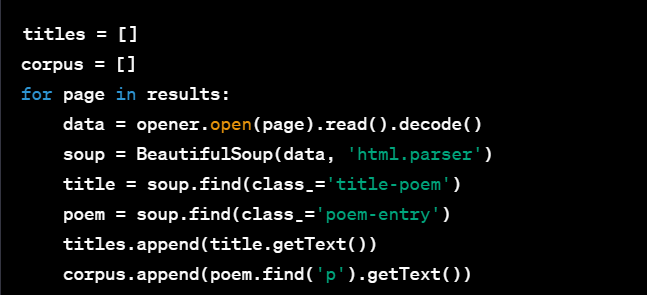 titles = []
corpus = []
for page in results:
    data = opener.open(page).read().decode()
    soup = BeautifulSoup(data, 'html.parser')
    title = soup.find(class_='title-poem')
    poem = soup.find(class_='poem-entry')
    titles.append(title.getText())
    corpus.append(poem.find('p').getText())